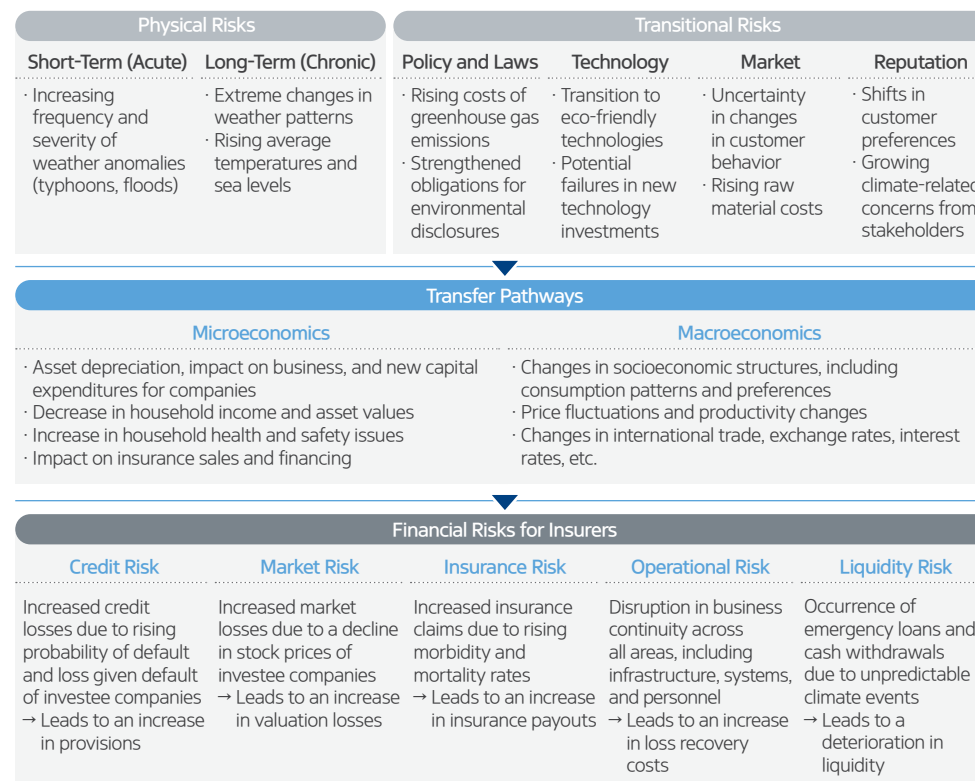 Physical Risks
Short-Term (Acute)
· Increasing
frequency and
severity of
weather anomalies
(typhoons, floods)
Long-Term (Chronic)
· Extreme changes in
weather patterns
· Rising average
temperatures and
sea levels
Transitional Risks
Policy and Laws
· Rising costs of
greenhouse gas
emissions
· Strengthened
obligations for
environmental
disclosures
Technology
· Transition to
eco-friendly
technologies
· Potential
failures in new
technology
investments
Market
· Uncertainty
in changes
in customer
behavior
· Rising raw
material costs
Reputation
· Shifts in
customer
preferences
· Growing
climate-related
concerns from
stakeholders
Transfer Pathways
Microeconomics
· Asset depreciation, impact on business, and new capital
expenditures for companies
· Decrease in household income and asset values
· Increase in household health and safety issues
· Impact on insurance sales and financing
Macroeconomics
· Changes in socioeconomic structures, including
consumption patterns and preferences
· Price fluctuations and productivity changes
· Changes in international trade, exchange rates, interest
rates, etc.
Financial Risks for Insurers
Credit Risk
Increased credit
losses due to rising
probability of default
and loss given default
of investee companies
→ Leads to an increase
in provisions
Market Risk
Increased market
losses due to a decline
in stock prices of
investee companies
→ Leads to an increase
in valuation losses
Insurance Risk
Increased insurance
claims due to rising
morbidity and
mortality rates
→ Leads to an increase
in insurance payouts
Operational Risk
Disruption in business
continuity across
all areas, including
infrastructure, systems,
and personnel
→ Leads to an increase
in loss recovery
costs
Liquidity Risk
Occurrence of
emergency loans and
cash withdrawals
due to unpredictable
climate events
→ Leads to a
deterioration in
liquidity